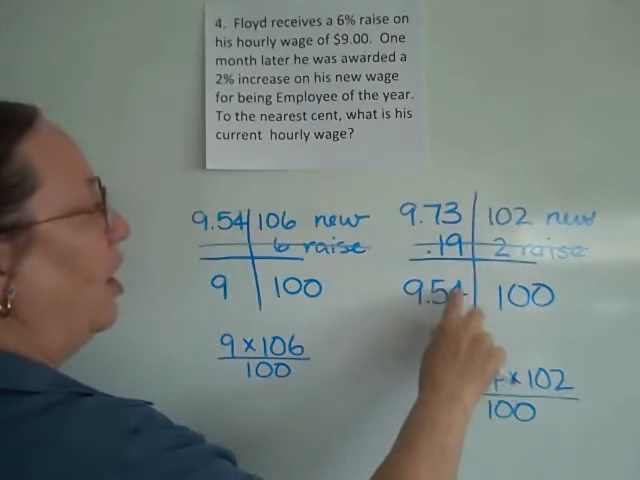 4. Floyd receives a 6% raise on
his hourly wage of $9.00. One
month later he was awarded a
2% increase on his new wage
for being Employee of the year.
To the nearest cent, what is his
current hourly wage?
9.54 106 new
6 raise
9 100
9 × 106
100
9.73 102 new
.19 2 raise
9.54 100
× 102
100